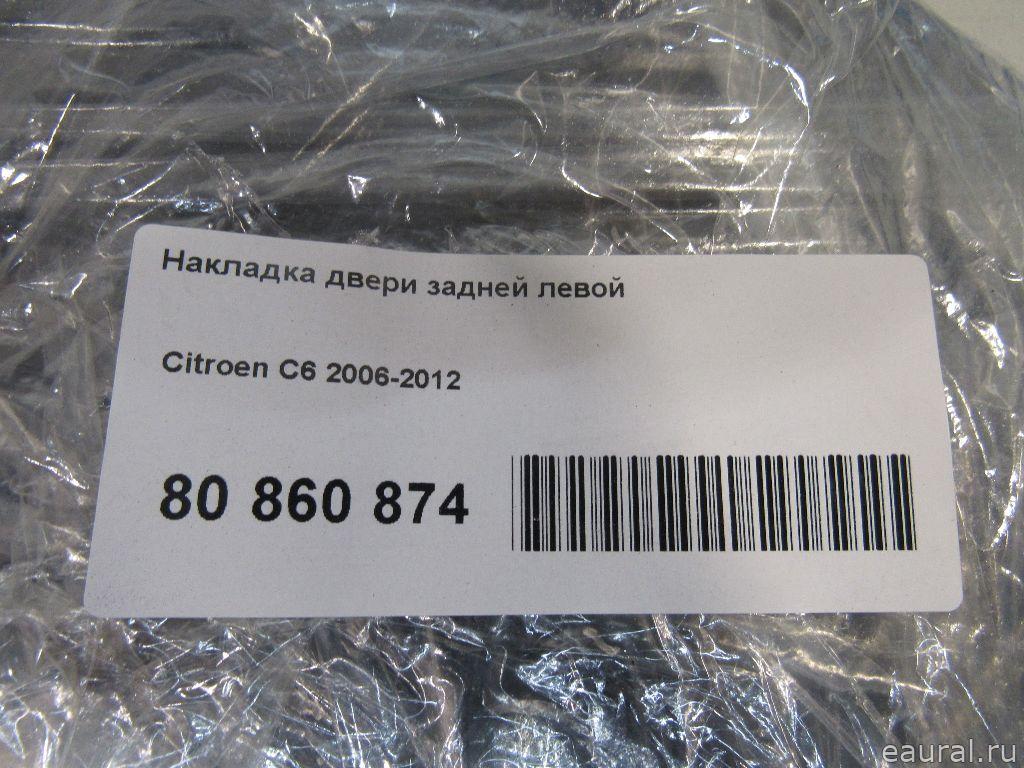 Накладка двери задней левой
Citroen C6 2006-2012
80 860 874
eaural.ru